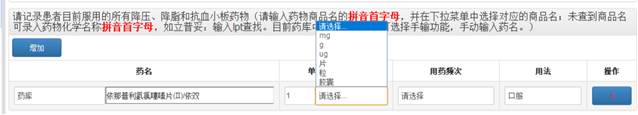 请记录患者目前服用的所有降压、降脂和抗血小板药物（请输入药物商品名的拼音首字母，并在下拉菜单中选择对应的商品名；未查到商品名
可录入药物化学名称拼音首字母，如立普妥：输入lpt查找。目前药库 选择手输功能，手动输入药名。）
增加
药名 单 用药频次 用法 操作
药库 依那普利氢氯噻嗪片(II)/依双 1 请选择... 请选择 口服
请选择...
mg
g
ug
片
粒
胶囊